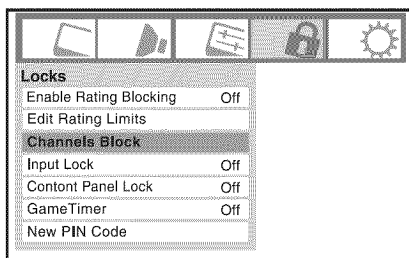 Locks
Enable Rating Blocking Off
Edit Rating Limits
Channels Block
Input Lock Off
Contont Panel Lock Off
GameTimer Off
New PIN Code